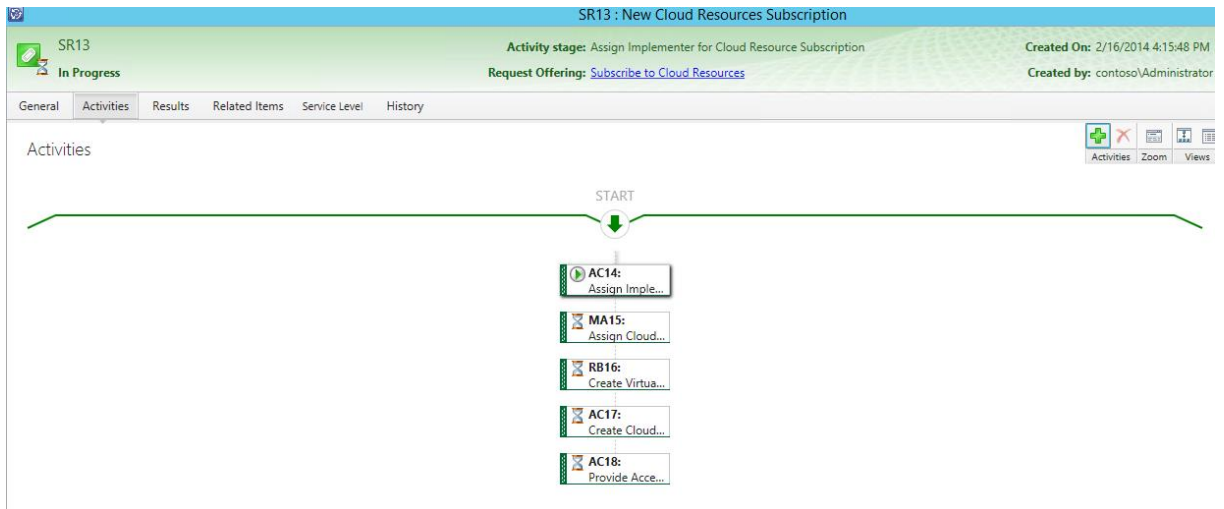 SR13 : New Cloud Resources Subscription
SR13
In Progress
Activity stage: Assign Implementer for Cloud Resource Subscription
Request Offering: Subscribe to Cloud Resources
Created On: 2/16/2014 4:15:48 PM
Created by: contoso\Administrator
General Activities Results Related Items Service Level History
Activities
Activities Zoom Views
START
AC14:
Assign Imple...
MA15:
Assign Cloud...
RB16:
Create Virtua...
AC17:
Create Cloud...
AC18:
Provide Acce...